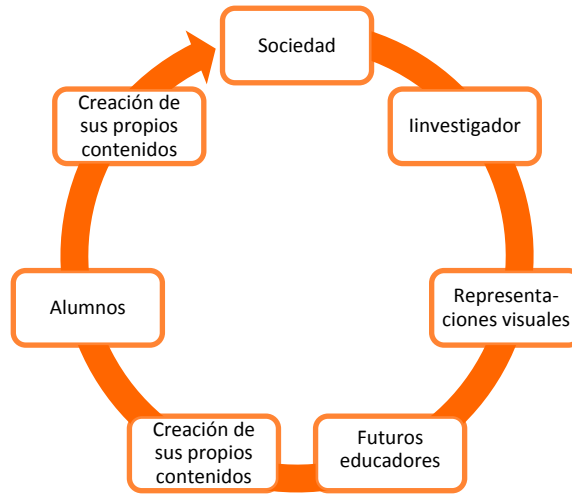 Sociedad
Iinvestigador
Representa-
ciones visuales
Futuros
educadores
Creación de
sus propios
contenidos
Alumnos
Creación de
sus propios
contenidos